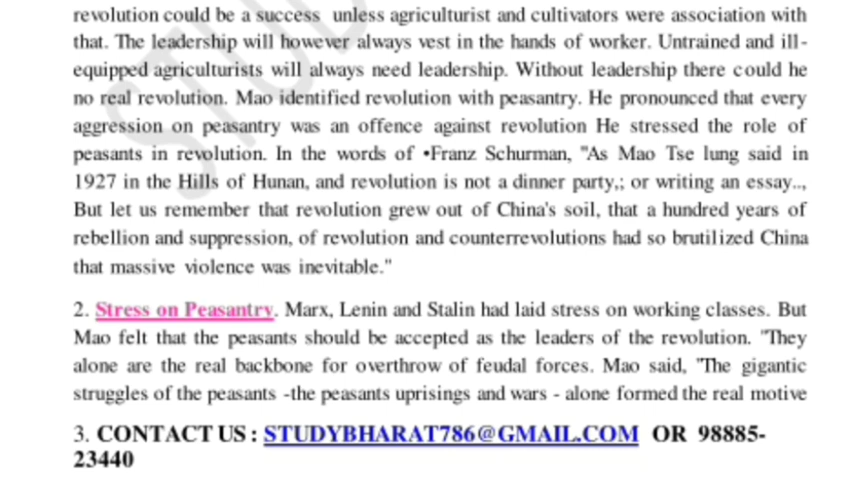 revolution could be a success unless agriculturist and cultivators were association with
that. The leadership will however always vest in the hands of worker. Untrained and ill-
equipped agriculturists will always need leadership. Without leadership there could he
no real revolution. Mao identified revolution with peasantry. He pronounced that every
aggression on peasantry was an offence against revolution He stressed the role of
peasants in revolution. In the words of •Franz Schurman, "As Mao Tse lung said in
1927 in the Hills of Hunan, and revolution is not a dinner party,; or writing an essay..,
But let us remember that revolution grew out of China's soil, that a hundred years of
rebellion and suppression, of revolution and counterrevolutions had so brutilized China
that massive violence was inevitable."
2. Stress on Peasantry. Marx, Lenin and Stalin had laid stress on working classes. But
Mao felt that the peasants should be accepted as the leaders of the revolution. "They
alone are the real backbone for overthrow of feudal forces. Mao said, "The gigantic
struggles of the peasants -the peasants uprisings and wars - alone formed the real motive
3. CONTACT US : STUDYBHARAT786@GMAIL.COM OR 98885-
23440